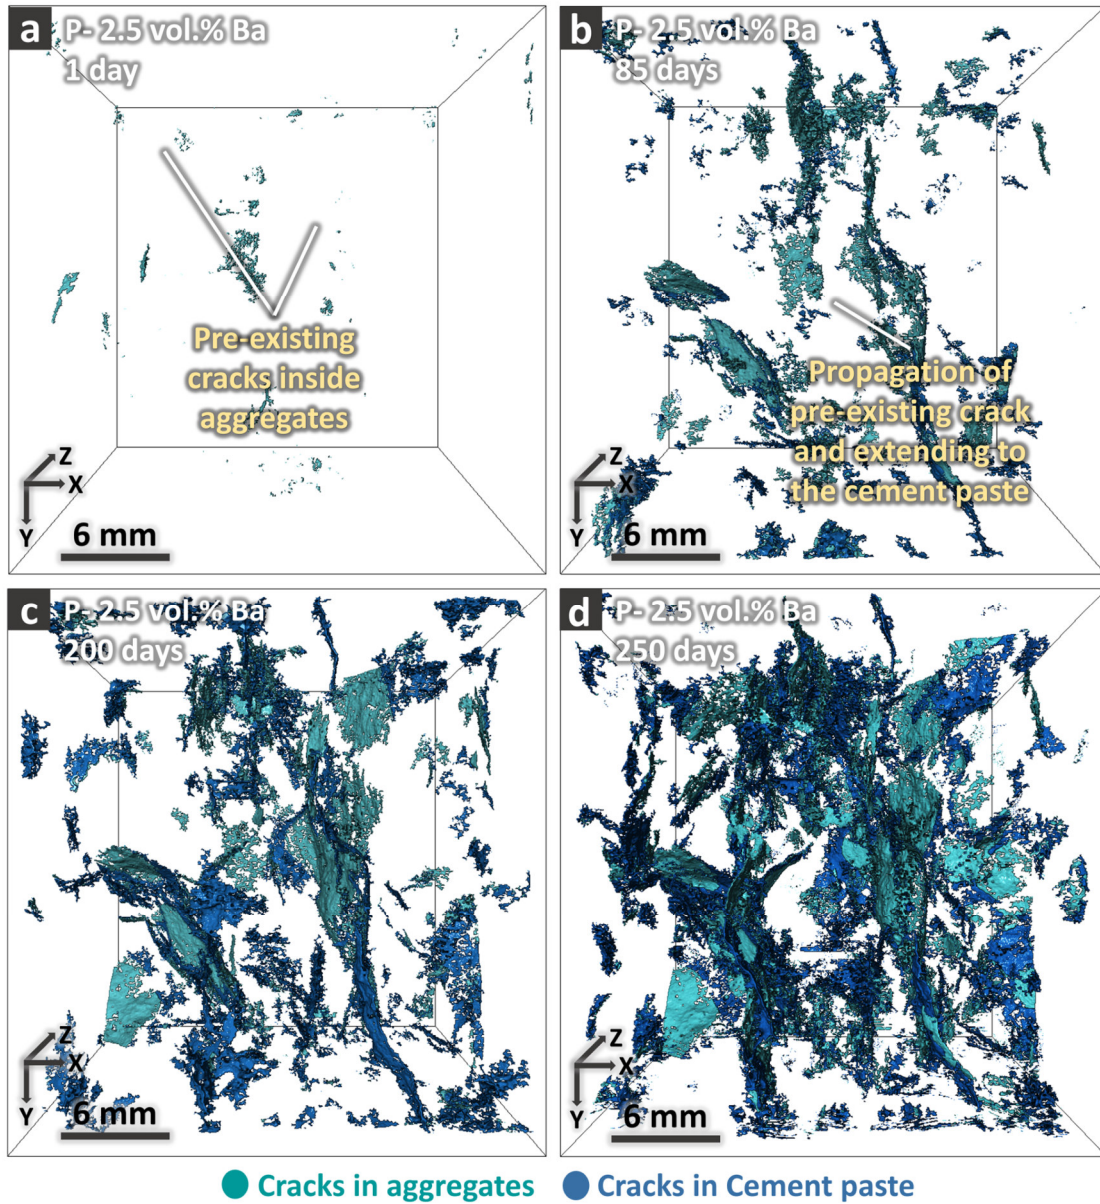 a P- 2.5 vol.% Ba
1 day
Pre-existing
cracks inside
aggregates
Z
X
Y
6 mm
b P- 2.5 vol.% Ba
85 days
Propagation of
pre-existing crack
and extending to
the cement paste
Z
X
Y
6 mm
c P- 2.5 vol.% Ba
200 days
Z
X
Y
6 mm
d P- 2.5 vol.% Ba
250 days
Z
X
Y
6 mm
Cracks in aggregates
Cracks in Cement paste